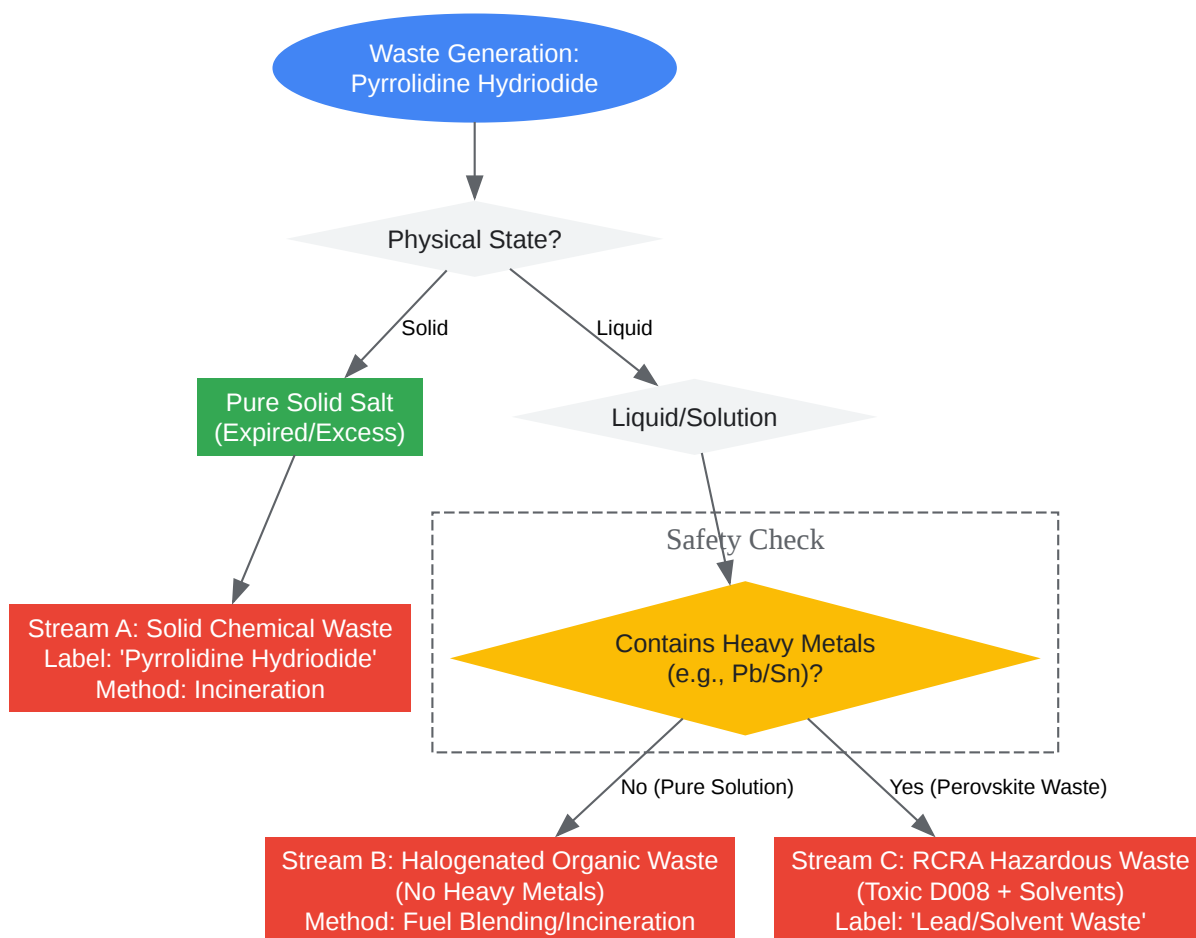 Waste Generation:
Pyrrolidine Hydriodide
Physical State?
Solid
Liquid
Pure Solid Salt
(Expired/Excess)
Liquid/Solution
Safety Check
Stream A: Solid Chemical Waste
Label: 'Pyrrolidine Hydriodide'
Method: Incineration
Contains Heavy Metals
(e.g., Pb/Sn)?
No (Pure Solution)
Yes (Perovskite Waste)
Stream B: Halogenated Organic Waste
(No Heavy Metals)
Method: Fuel Blending/Incineration
Stream C: RCRA Hazardous Waste
(Toxic D008 + Solvents)
Label: 'Lead/Solvent Waste'